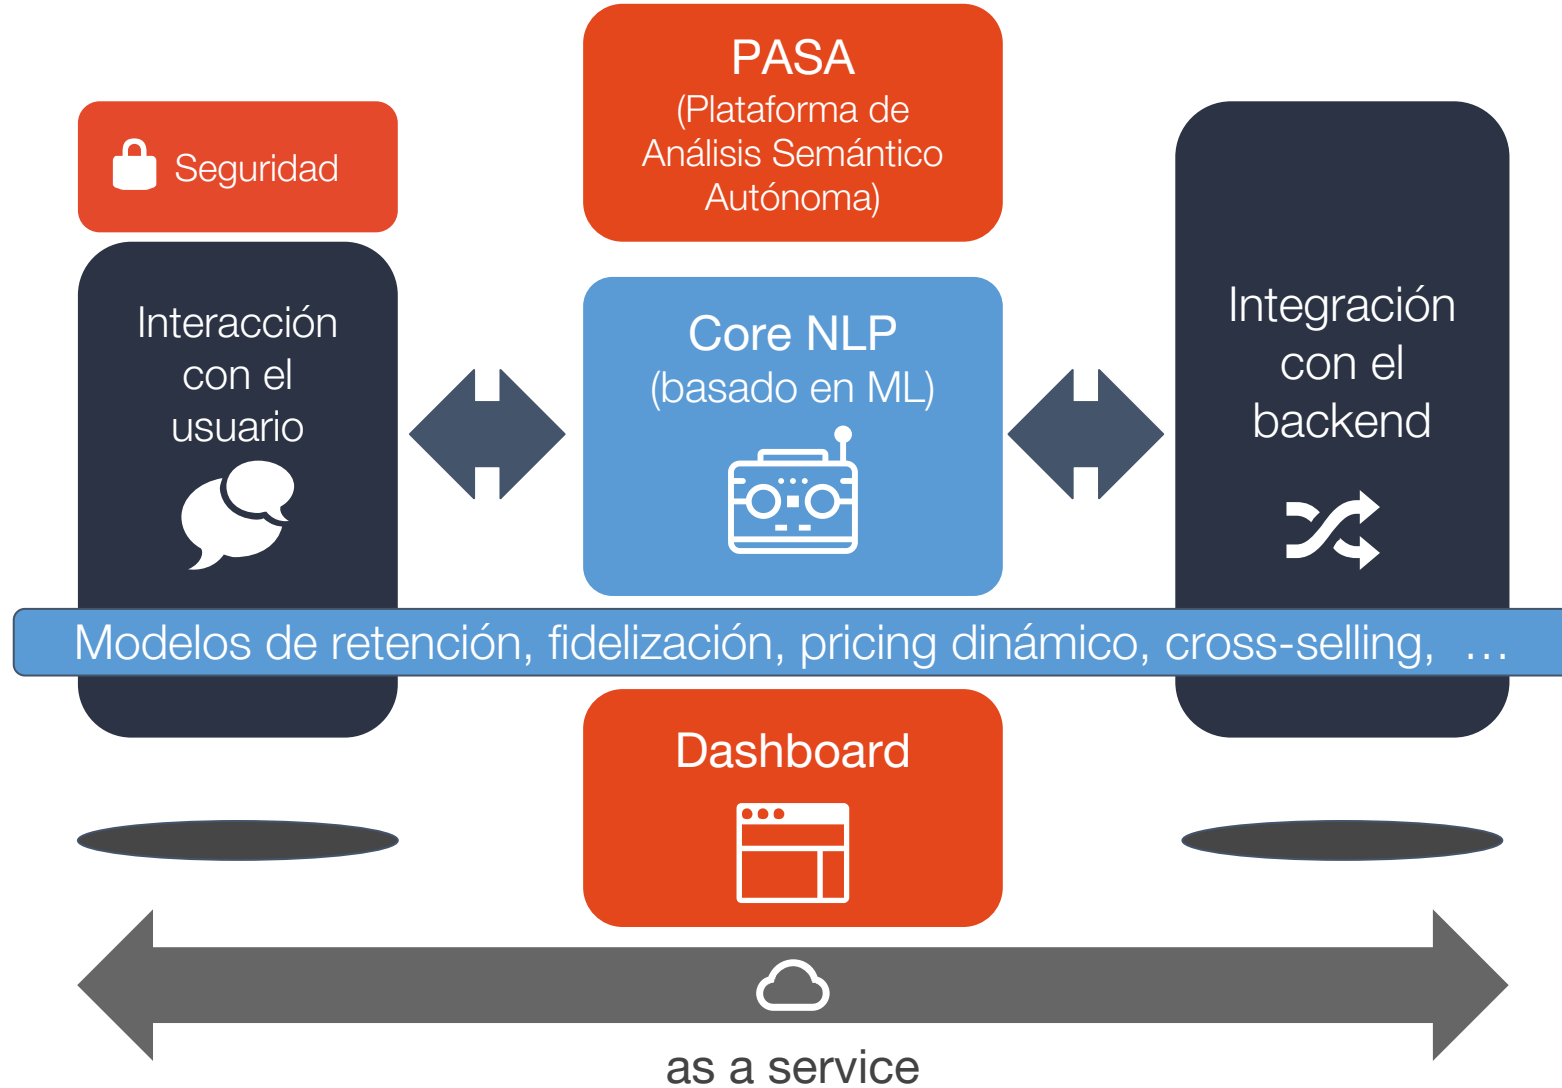 PASA
(Plataforma de
Análisis Semántico
Autónoma)
Seguridad
Interacción
con el
usuario
Core NLP
(basado en ML)
Integración
con el
backend
Modelos de retención, fidelización, pricing dinámico, cross-selling, ...
Dashboard
as a service